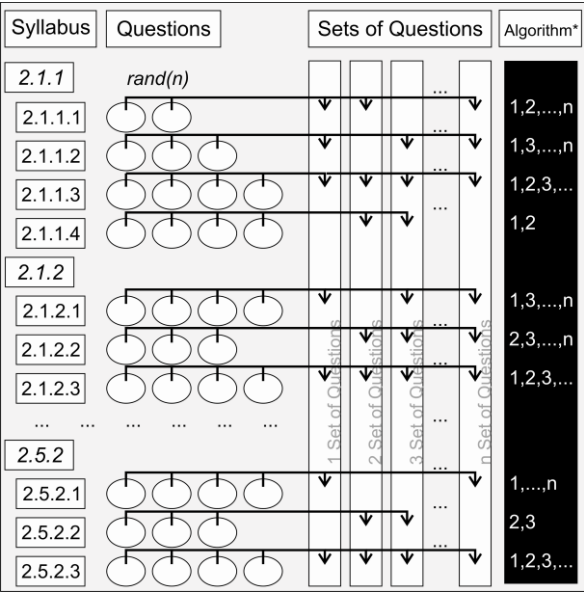 Syllabus Questions Sets of Questions Algorithm*
2.1.1 rand(n)
...
2.1.1.1 1,2,...,n
...
2.1.1.2 1,3,...,n
...
2.1.1.3 1,2,3,...
...
2.1.1.4 1,2
2.1.2
...
2.1.2.1 1,3,...,n
...
2.1.2.2 2,3,...,n
...
2.1.2.3 1,2,3,...
1 Set of Questions
2 Set of Questions
3 Set of Questions
n Set of Questions
... ... ... ... ... ... ...
2.5.2
...
2.5.2.1 1,...,n
...
2.5.2.2 2,3
...
2.5.2.3 1,2,3,...